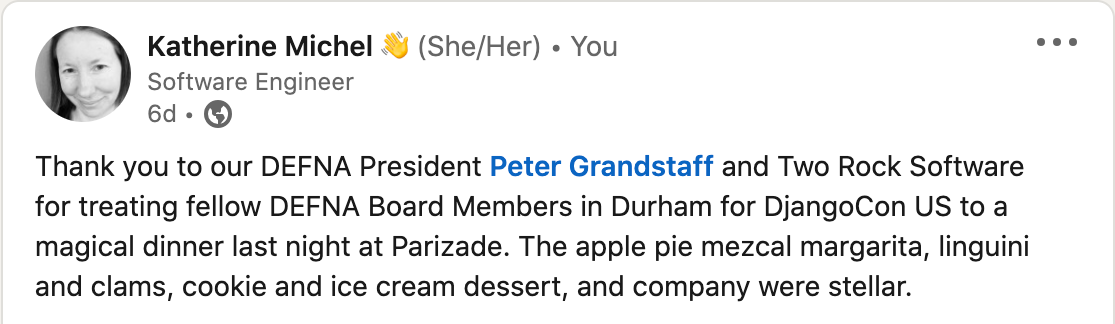 Katherine Michel 👋 (She/Her) • You
Software Engineer
6d •
Thank you to our DEFNA President Peter Grandstaff and Two Rock Software
for treating fellow DEFNA Board Members in Durham for DjangoCon US to a
magical dinner last night at Parizade. The apple pie mezcal margarita, linguini
and clams, cookie and ice cream dessert, and company were stellar.